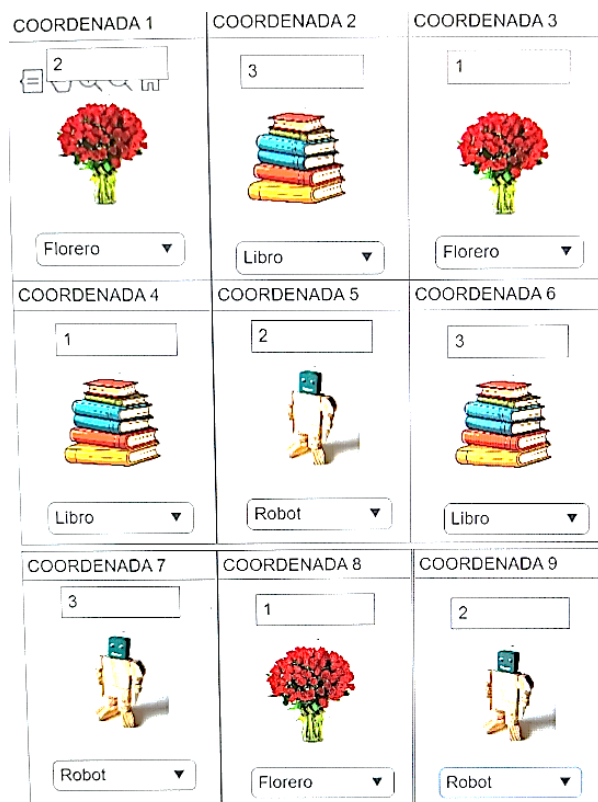 COORDENADA 1
2
Florero
COORDENADA 2
3
Libro
COORDENADA 3
1
Florero
COORDENADA 4
1
Libro
COORDENADA 5
2
Robot
COORDENADA 6
3
Libro
COORDENADA 7
3
Robot
COORDENADA 8
1
Florero
COORDENADA 9
2
Robot